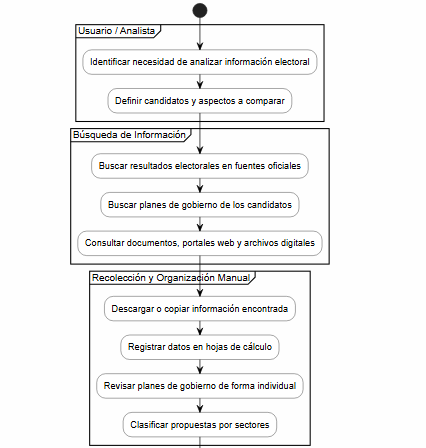 Usuario / Analista
Identificar necesidad de analizar información electoral
Definir candidatos y aspectos a comparar
Búsqueda de Información
Buscar resultados electorales en fuentes oficiales
Buscar planes de gobierno de los candidatos
Consultar documentos, portales web y archivos digitales
Recolección y Organización Manual
Descargar o copiar información encontrada
Registrar datos en hojas de cálculo
Revisar planes de gobierno de forma individual
Clasificar propuestas por sectores